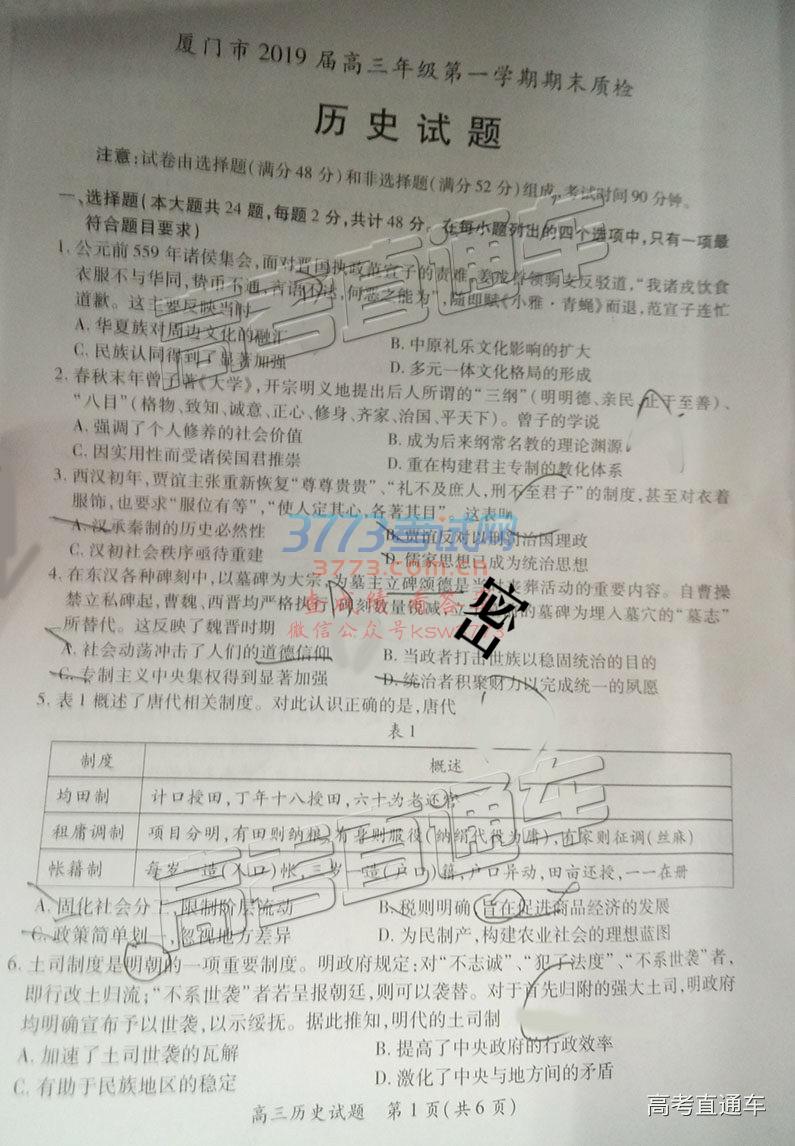 厦门市2019届高三年级第一学期期末质检
历史试题
注意:试卷由选择题(满分48分)和非选择题(满分52分)组成,考试时间90分钟。
一、选择题(本大题共24题,每题2分,共计48分。在每小题列出的四个选项中,只有一项最
符合题目要求)
1. 公元前559年诸侯集会,面对晋国执政范宣子的责难,姜戎首领驹支反驳道,“我诸戎饮食
衣服不与华同,贽币不通,言语不达,何恶之能为”,随即赋《小雅·青蝇》而退,范宣子连忙
道歉。这主要反映当时
A. 华夏族对周边文化的融汇
B. 中原礼乐文化影响的扩大
C. 民族认同得到了显著加强
D. 多元一体文化格局的形成
2. 春秋末年曾子著《大学》,开宗明义地提出后人所谓的“三纲”(明明德、亲民、止于至善)、
“八目”(格物、致知、诚意、正心、修身、齐家、治国、平天下)。曾子的学说
A. 强调了个人修养的社会价值
B. 成为后来纲常名教的理论渊源
C. 因实用性而受诸侯国君推崇
D. 重在构建君主专制的教化体系
3. 西汉初年,贾谊主张重新恢复“尊尊贵贵”、“礼不及庶人,刑不至君子”的制度,甚至对衣着
服饰,也要求“服位有等”,“使人定其心,各著其目”。这表明
A. 汉承秦制的历史必然性
B. 贾谊反对以刑罚治国理政
C. 汉初社会秩序亟待重建
D. 儒家思想已成为统治思想
4. 在东汉各种碑刻中,以墓碑为大宗,为墓主立碑颂德是当时丧葬活动的重要内容。自曹操
禁立私碑起,曹魏、西晋均严格执行,碑刻数量锐减 的墓碑为埋入墓穴的“墓志”
所替代。这反映了魏晋时期
A. 社会动荡冲击了人们的道德信仰
B. 当政者打击世族以稳固统治的目的
C. 专制主义中央集权得到显著加强
D. 统治者积聚财力以完成统一的夙愿
5. 表1概述了唐代相关制度。对此认识正确的是,唐代
表1
制度 概述
均田制 计口授田,丁年十八授田,六十为老还官
租庸调制 项目分明,有田则纳租,有身则服役(纳绢代役为庸),有家则征调(丝麻)
帐籍制 每岁一造(人口)帐,三岁一造(户口)籍,户口异动,田亩还授,一一在册
A. 固化社会分工,限制阶层流动
B. 税则明确,旨在促进商品经济的发展
C. 政策简单划一,忽视地方差异
D. 为民制产,构建农业社会的理想蓝图
6. 土司制度是明朝的一项重要制度。明政府规定:对“不志诚”、“犯了法度”、“不系世袭”者,
即行改土归流;“不系世袭”者若呈报朝廷,则可以袭替。对于首先归附的强大土司,明政府
均明确宣布予以世袭,以示绥抚。据此推知,明代的土司制
A. 加速了土司世袭的瓦解
B. 提高了中央政府的行政效率
C. 有助于民族地区的稳定
D. 激化了中央与地方间的矛盾
高三历史试题 第1页(共6页)
高考直通车
高考直通车
3773考试网
3773.com.cn
查成绩 看答案
微信公众号ksw3773
密
高考直通车